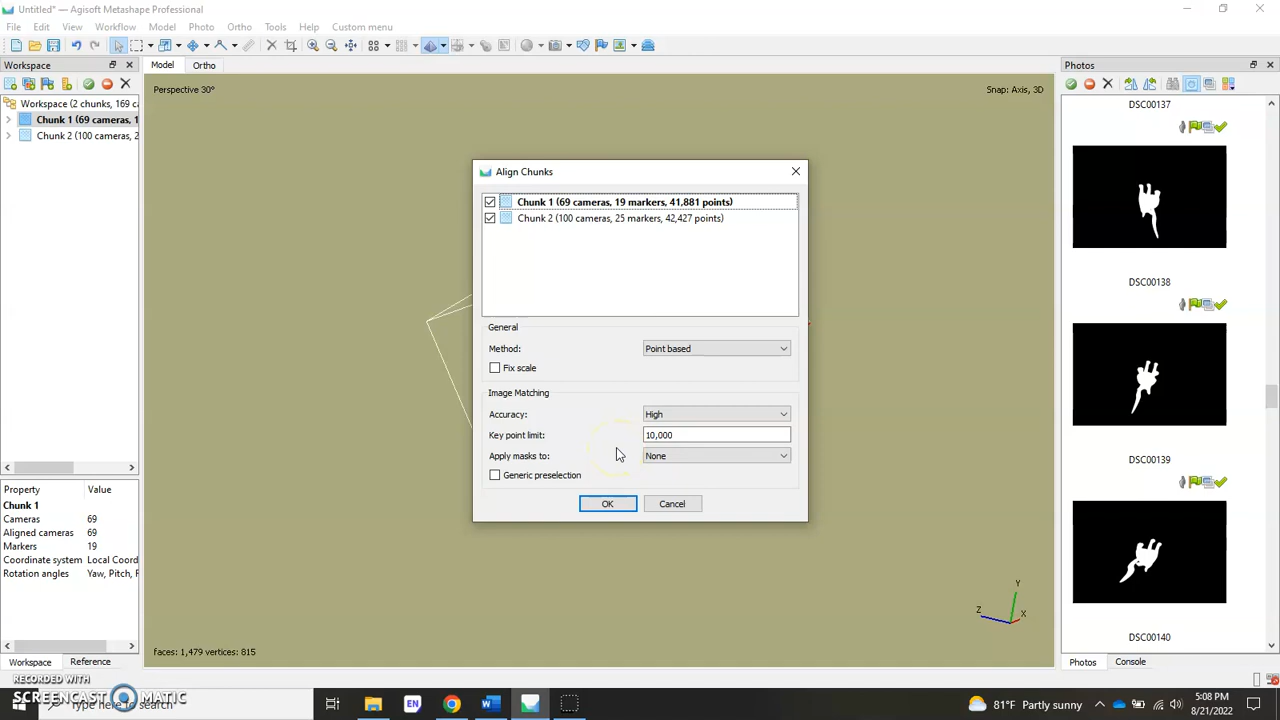 Untitled* — Agisoft Metashape Professional
File Edit View Workflow Model Photo Ortho Tools Help Custom menu
Workspace
Model Ortho
Photos
Workspace (2 chunks, 169 ca
Chunk 1 (69 cameras, 1
Chunk 2 (100 cameras, 2
Perspective 30°
Snap: Axis, 3D
DSC00137
Align Chunks
Chunk 1 (69 cameras, 19 markers, 41,881 points)
Chunk 2 (100 cameras, 25 markers, 42,427 points)
DSC00138
General
Method: Point based
Fix scale
Image Matching
Accuracy: High
Key point limit: 10,000
Apply masks to: None
Generic preselection
OK Cancel
DSC00139
Property Value
Chunk 1
Cameras 69
Aligned cameras 69
Markers 19
Coordinate system Local Coord
Rotation angles Yaw, Pitch, F
Y
Z
X
DSC00140
faces: 1,479 vertices: 815
Workspace Reference
Photos Console
RECORDED WITH
SCREENCAST MATIC
Type here to search
EN
W
81°F Partly sunny
5:08 PM
8/21/2022